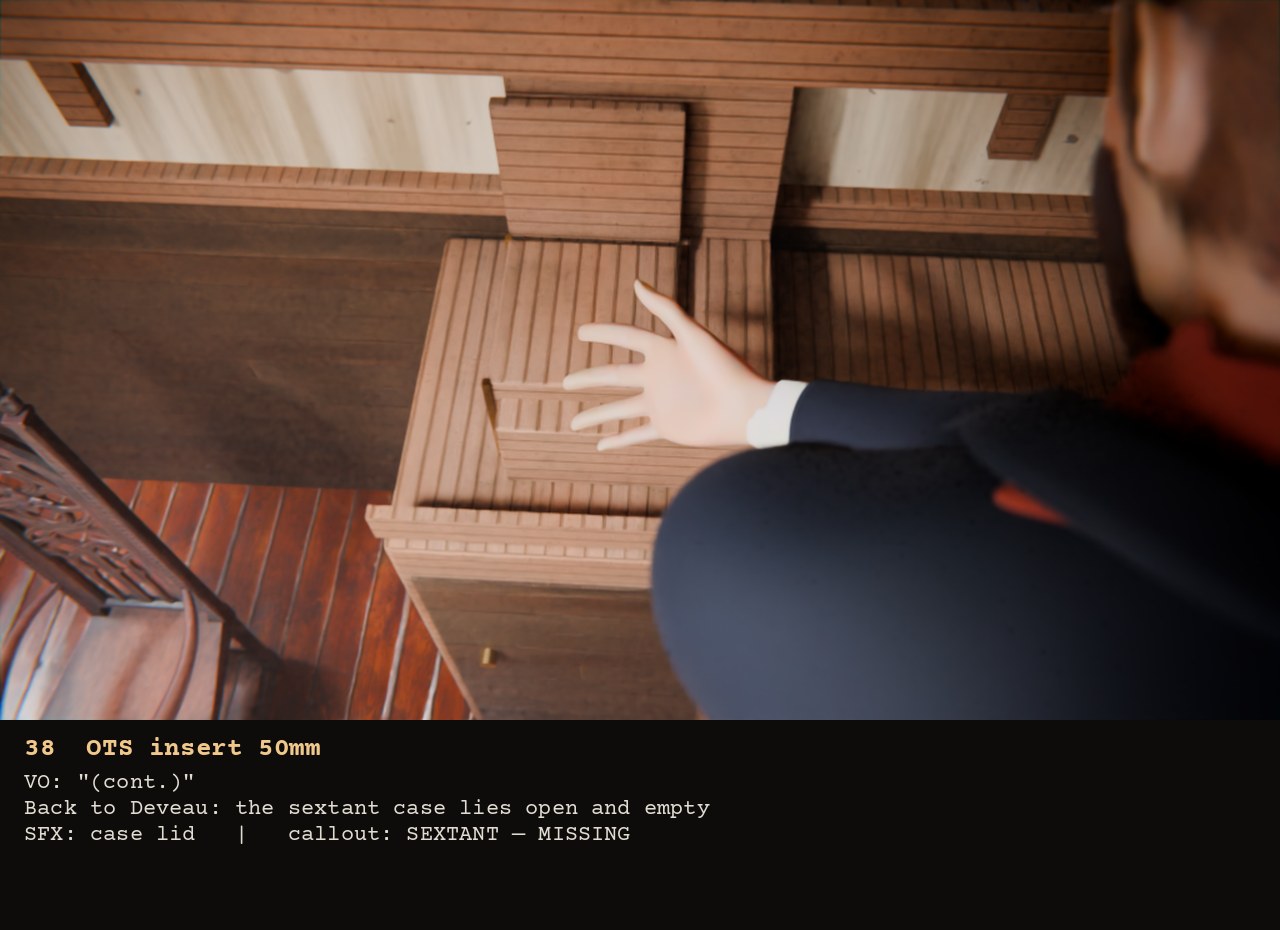 38  OTS insert 50mm
VO: "(cont.)"
Back to Deveau: the sextant case lies open and empty
SFX: case lid   |   callout: SEXTANT — MISSING